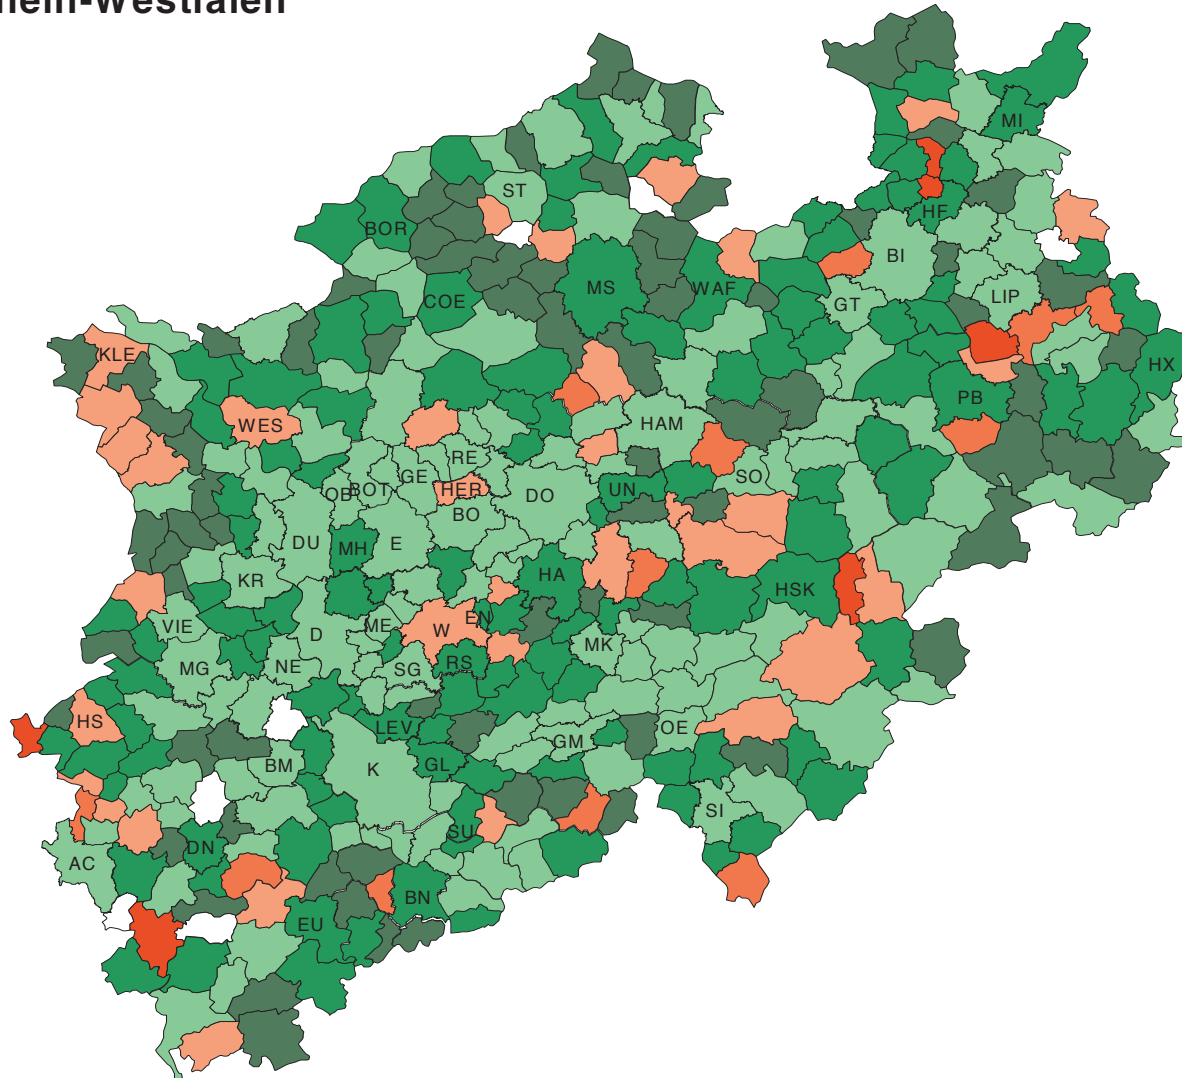 hein-Westfalen
MI
ST
HF
BOR
BI
MS
WAF
LIP
COE
GT
KLE
HX
PB
WES
HAM
RE
GE
SO
OB
BOT
HER
DO
UN
BO
DU
MH
E
HA
KR
HSK
EN
VIE
ME
W
D
MK
RS
NE
MG
SG
HS
LEV
OE
GM
BM
K
GL
SI
SU
DN
AC
BN
EU